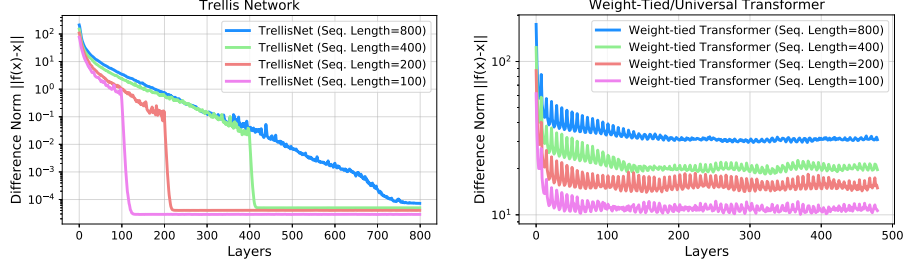 Trellis Network
Difference Norm ||f(x)-x||
10²
10¹
10⁰
10⁻¹
10⁻²
10⁻³
10⁻⁴
TrellisNet (Seq. Length=800)
TrellisNet (Seq. Length=400)
TrellisNet (Seq. Length=200)
TrellisNet (Seq. Length=100)
0 100 200 300 400 500 600 700 800
Layers
Weight-Tied/Universal Transformer
Difference Norm ||f(x)-x||
10²
10¹
Weight-tied Transformer (Seq. Length=800)
Weight-tied Transformer (Seq. Length=400)
Weight-tied Transformer (Seq. Length=200)
Weight-tied Transformer (Seq. Length=100)
0 100 200 300 400 500
Layers